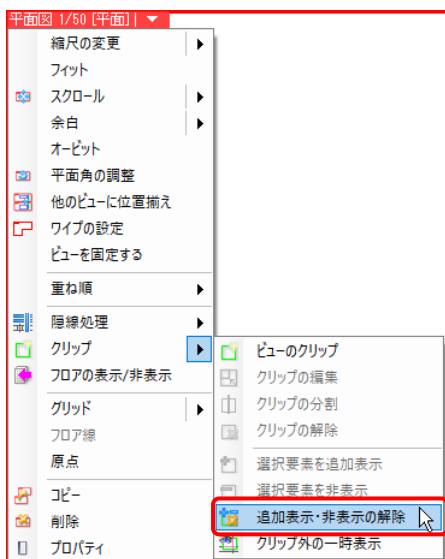 平面図 1/50 [平面] | ▼
縮尺の変更
フィット
スクロール
余白
オービット
平面角の調整
他のビューに位置揃え
ワイプの設定
ビューを固定する
重ね順
隠線処理
クリップ
フロアの表示/非表示
グリッド
フロア線
原点
コピー
削除
プロパティ
ビューのクリップ
クリップの編集
クリップの分割
クリップの解除
選択要素を追加表示
選択要素を非表示
追加表示・非表示の解除
クリップ外の一時表示